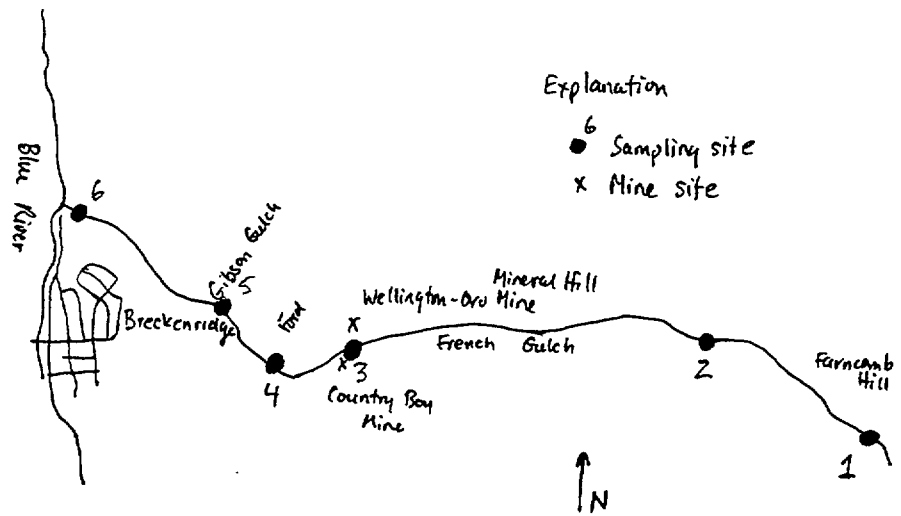 Explanation
6
Sampling site
x Mine site
Blue River
6
Gibson Gulch
5
Breckenridge
Ford
4
Wellington-Oro Mine
Mineral Hill
x
x
3
Country Boy
Mine
French Gulch
2
Farncomb
Hill
1
N